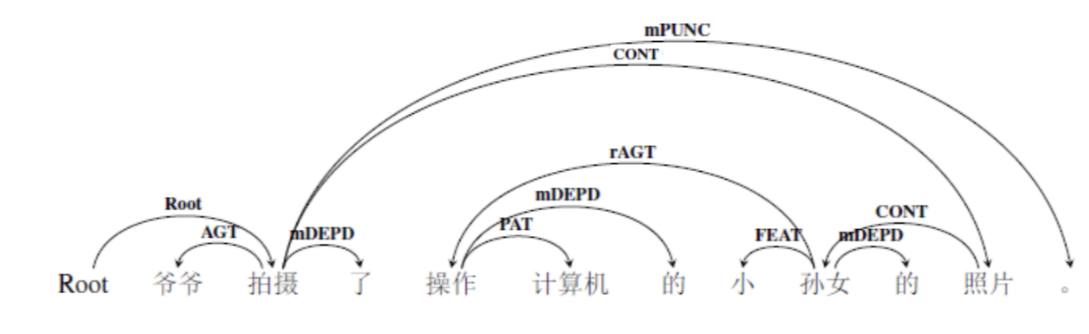 mPUNC
CONT
rAGT
mDEPD
Root
CONT
PAT
AGT
mDEPD
FEAT
mDEPD
Root 爷爷 拍摄 了 操作 计算机 的 小 孙女 的 照片 。